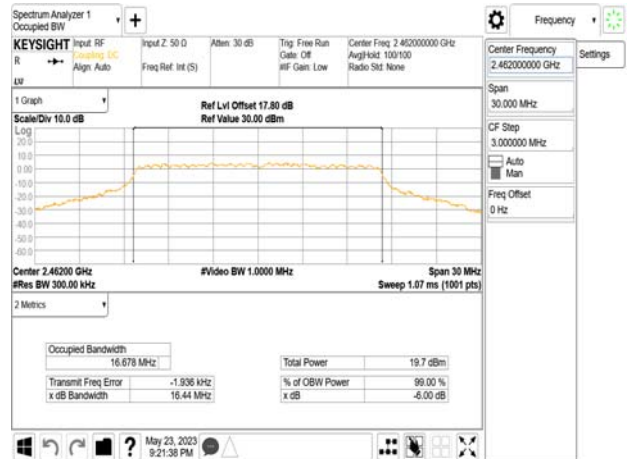 Spectrum Analyzer 1
Occupied BW
Frequency
KEYSIGHT
R
Input: RF
Coupling: DC
Align: Auto
Input Z: 50 Ω
Freq Ref: Int (S)
Atten: 30 dB
Trig: Free Run
Gate: Off
#IF Gain: Low
Center Freq: 2.462000000 GHz
Avg|Hold: 100/100
Radio Std: None
1 Graph
Scale/Div 10.0 dB
Ref Lvl Offset 17.80 dB
Ref Value 30.00 dBm
Log
20.0
10.0
0.00
-10.0
-20.0
-30.0
-40.0
-50.0
-60.0
Center 2.46200 GHz
#Res BW 300.00 kHz
#Video BW 1.0000 MHz
Span 30 MHz
Sweep 1.07 ms (1001 pts)
2 Metrics
Occupied Bandwidth
16.678 MHz
Transmit Freq Error -1.936 kHz
x dB Bandwidth 16.44 MHz
Total Power 19.7 dBm
% of OBW Power 99.00 %
x dB -6.00 dB
Center Frequency
2.462000000 GHz
Span
30.000 MHz
CF Step
3.000000 MHz
Auto
Man
Freq Offset
0 Hz
Settings
?
May 23, 2023
9:21:38 PM